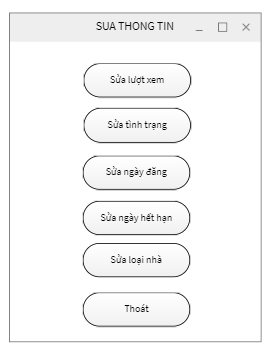 SUA THONG TIN
Sửa lượt xem
Sửa tình trạng
Sửa ngày đăng
Sửa ngày hết hạn
Sửa loại nhà
Thoát